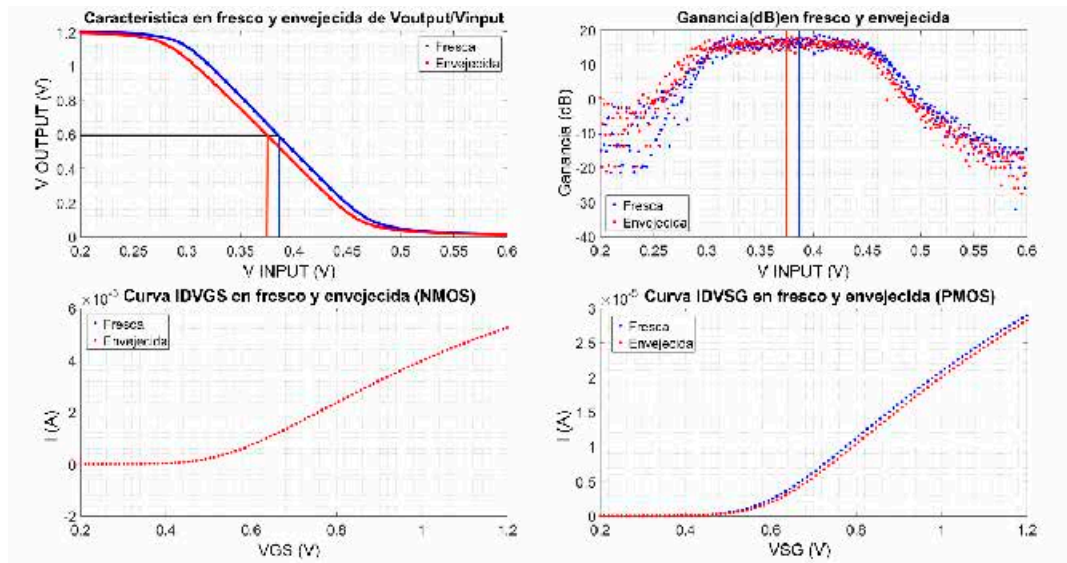 Caracteristica en fresco y envejecida de Voutput/Vinput
Fresca
Envejecida
V OUTPUT (V)
1.2
1
0.8
0.6
0.4
0.2
0
0.2 0.25 0.3 0.35 0.4 0.45 0.5 0.55 0.6
V INPUT (V)
Ganancia(dB)en fresco y envejecida
Ganancia (dB)
20
10
0
-10
-20
-30
-40
Fresca
Envejecida
0.2 0.25 0.3 0.35 0.4 0.45 0.5 0.55 0.6
V INPUT (V)
Curva IDVGS en fresco y envejecida (NMOS)
Fresca
Envejecida
I (A)
6
4
2
0
-2
0.2 0.4 0.6 0.8 1 1.2
VGS (V)
×10⁻⁵ Curva IDVSG en fresco y envejecida (PMOS)
Fresca
Envejecida
I (A)
3
2.5
2
1.5
1
0.5
0
0.2 0.4 0.6 0.8 1 1.2
VSG (V)